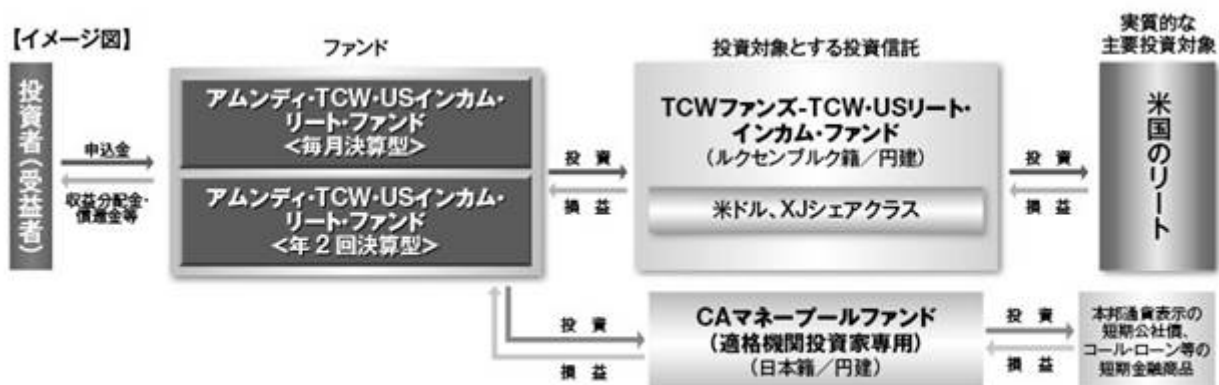 【イメージ図】
ファンド
投資対象とする投資信託
実質的な
主要投資対象
投資者(受益者)
申込金
収益分配金・
償還金等
アムンディ・TCW・USインカム・
リート・ファンド
<毎月決算型>
アムンディ・TCW・USインカム・
リート・ファンド
<年2回決算型>
投 資
損 益
TCWファンズ-TCW・USリート・
インカム・ファンド
(ルクセンブルク籍/円建)
米ドル、XJシェアクラス
投 資
損 益
米国のリート
投 資
損 益
CAマネープールファンド
(適格機関投資家専用)
(日本籍/円建)
投 資
損 益
本邦通貨表示の
短期公社債、
コール・ローン等の
短期金融商品